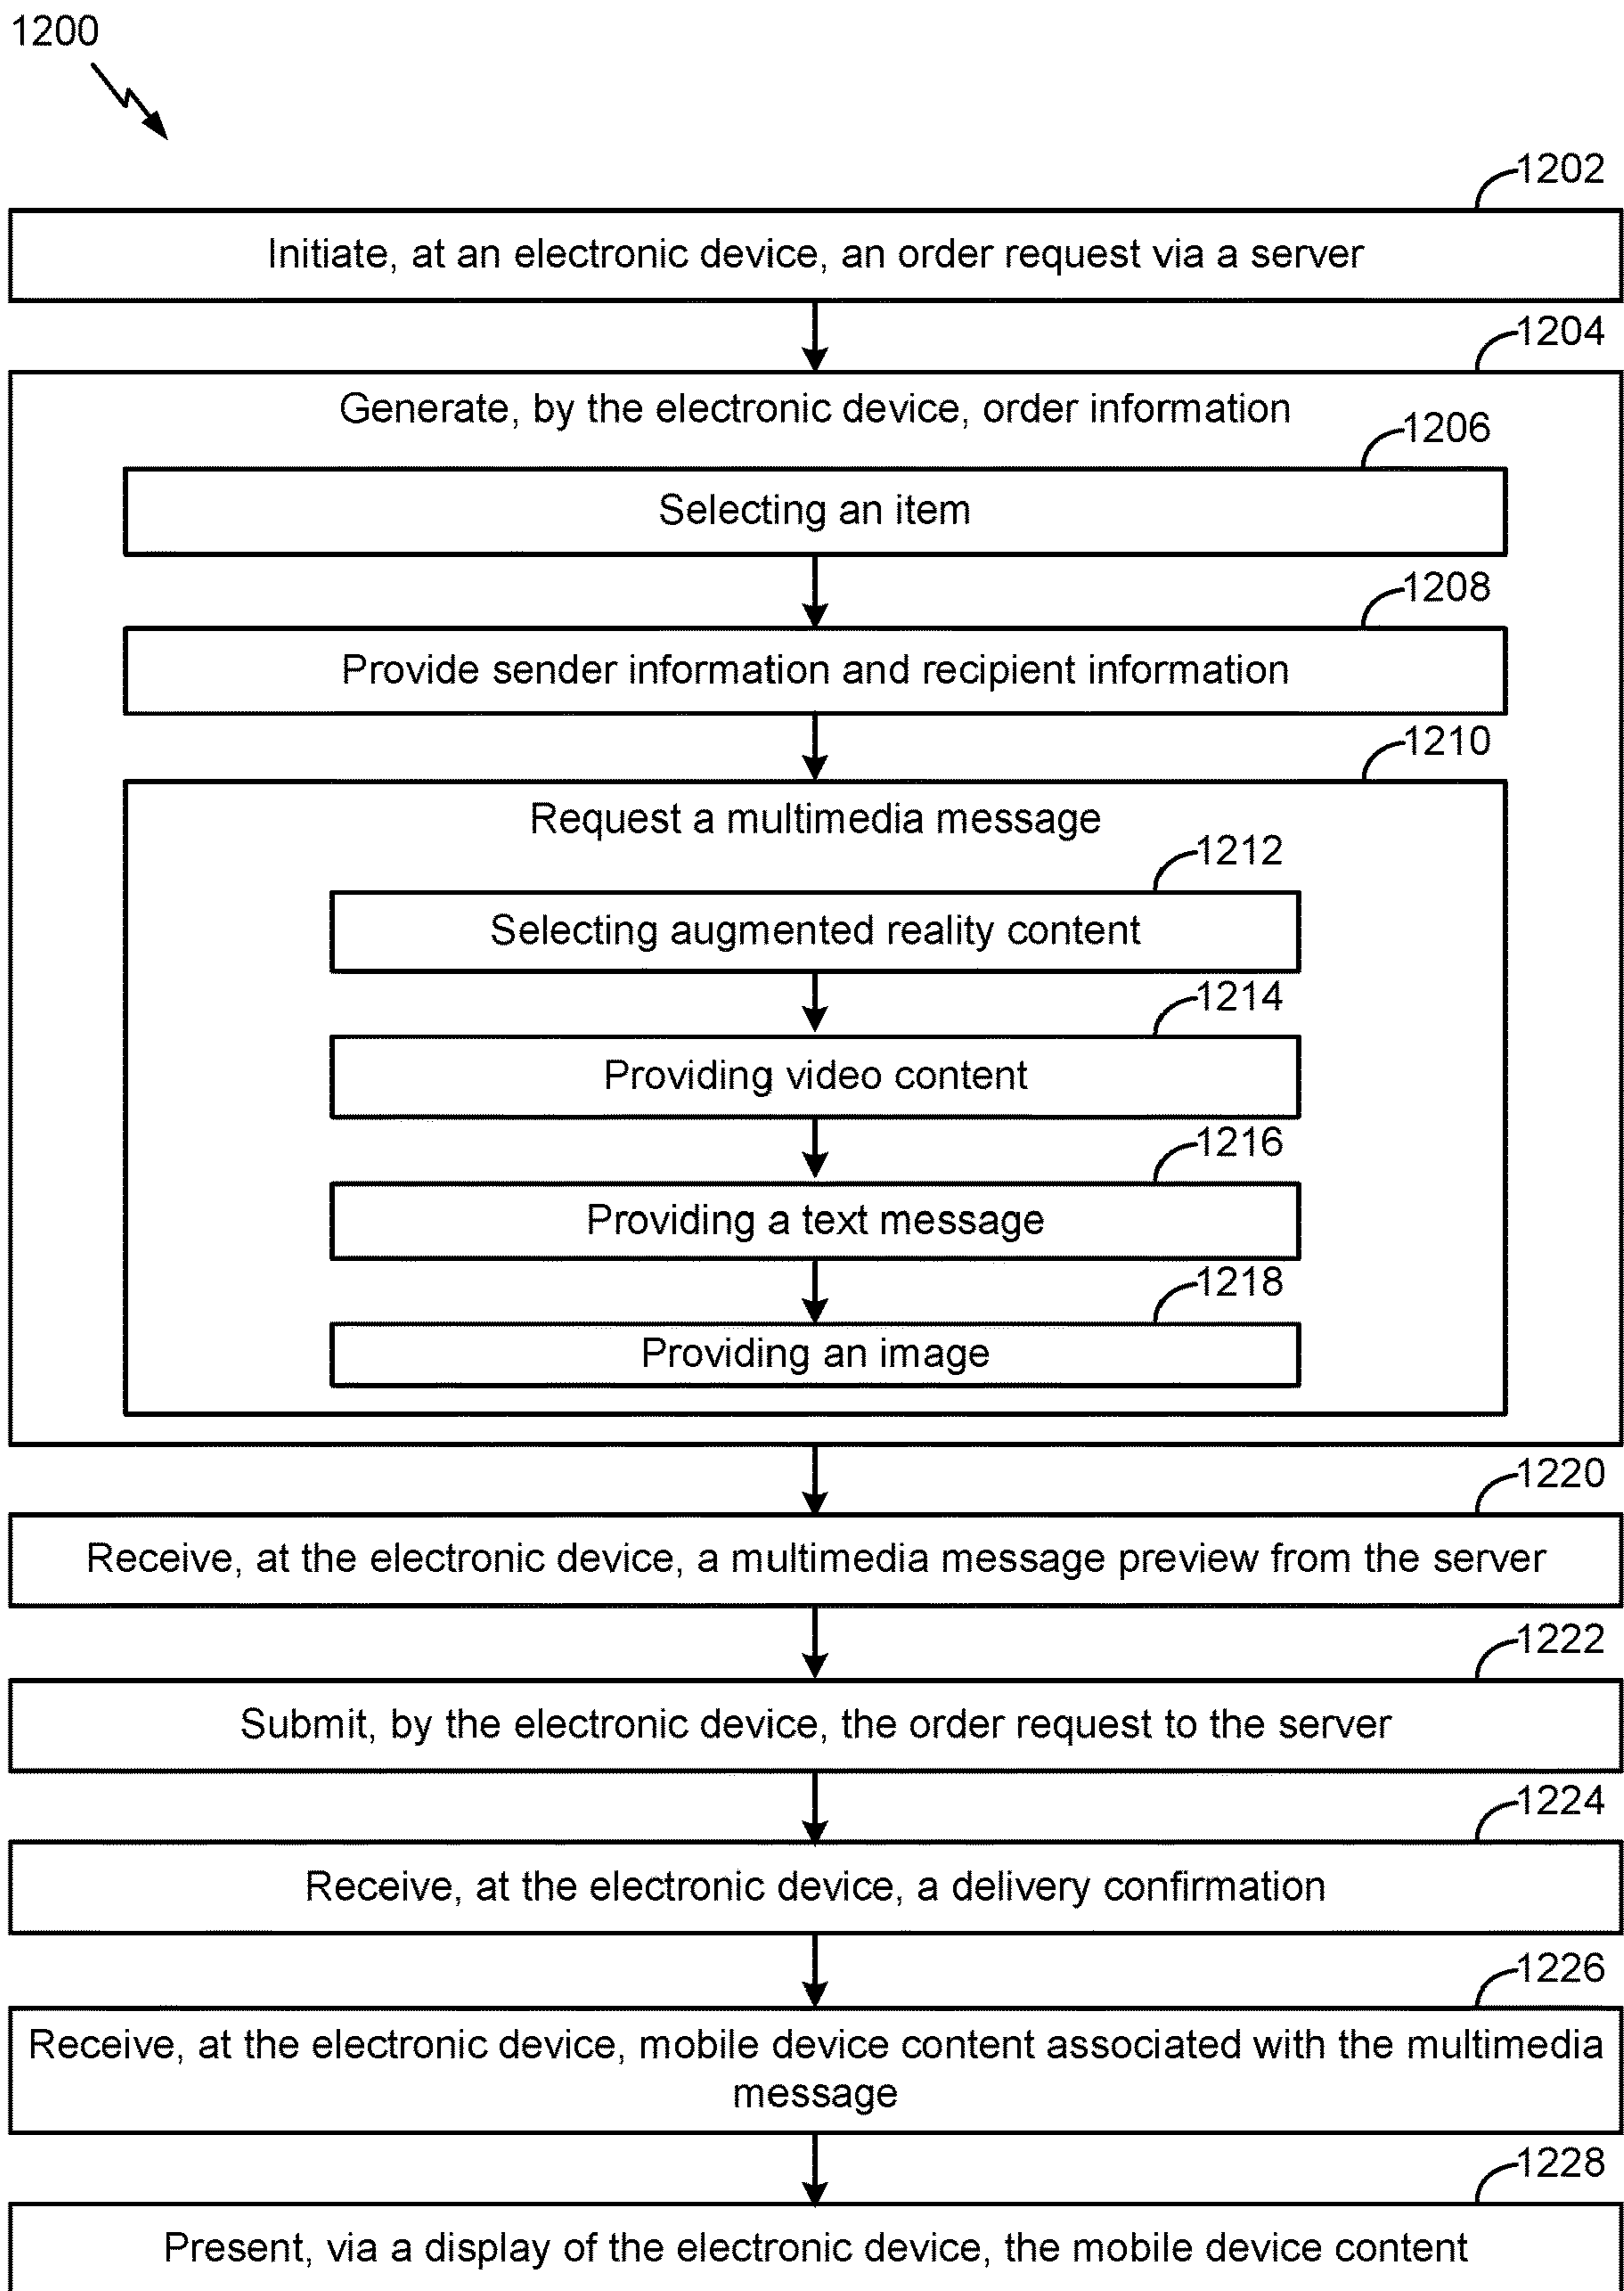 1200
1202
Initiate, at an electronic device, an order request via a server
1204
Generate, by the electronic device, order information
1206
Selecting an item
1208
Provide sender information and recipient information
1210
Request a multimedia message
1212
Selecting augmented reality content
1214
Providing video content
1216
Providing a text message
1218
Providing an image
1220
Receive, at the electronic device, a multimedia message preview from the server
1222
Submit, by the electronic device, the order request to the server
1224
Receive, at the electronic device, a delivery confirmation
1226
Receive, at the electronic device, mobile device content associated with the multimedia
message
1228
Present, via a display of the electronic device, the mobile device content